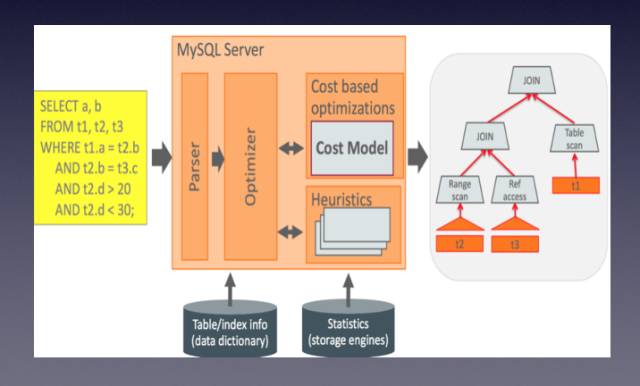 MySQL Server
SELECT a, b
FROM t1, t2, t3
WHERE t1.a = t2.b
AND t2.b = t3.c
AND t2.d > 20
AND t2.d < 30;
Parser
Optimizer
Cost based
optimizations
Cost Model
Heuristics
Table/index info
(data dictionary)
Statistics
(storage engines)
JOIN
JOIN
Table
scan
Range
scan
Ref
access
t1
t2
t3